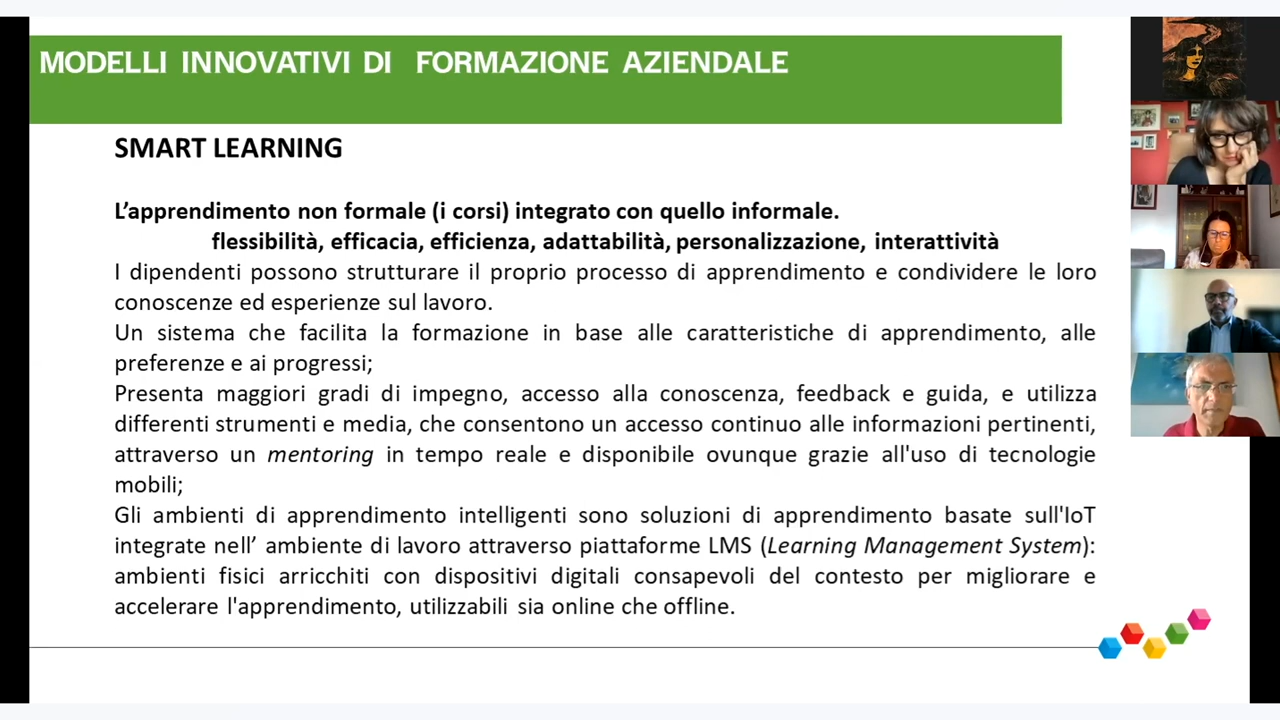 MODELLI INNOVATIVI DI FORMAZIONE AZIENDALE
SMART LEARNING
L’apprendimento non formale (i corsi) integrato con quello informale.
flessibilità, efficacia, efficienza, adattabilità, personalizzazione, interattività
I dipendenti possono strutturare il proprio processo di apprendimento e condividere le loro
conoscenze ed esperienze sul lavoro.
Un sistema che facilita la formazione in base alle caratteristiche di apprendimento, alle
preferenze e ai progressi;
Presenta maggiori gradi di impegno, accesso alla conoscenza, feedback e guida, e utilizza
differenti strumenti e media, che consentono un accesso continuo alle informazioni pertinenti,
attraverso un mentoring in tempo reale e disponibile ovunque grazie all'uso di tecnologie
mobili;
Gli ambienti di apprendimento intelligenti sono soluzioni di apprendimento basate sull'IoT
integrate nell’ ambiente di lavoro attraverso piattaforme LMS (Learning Management System):
ambienti fisici arricchiti con dispositivi digitali consapevoli del contesto per migliorare e
accelerare l'apprendimento, utilizzabili sia online che offline.